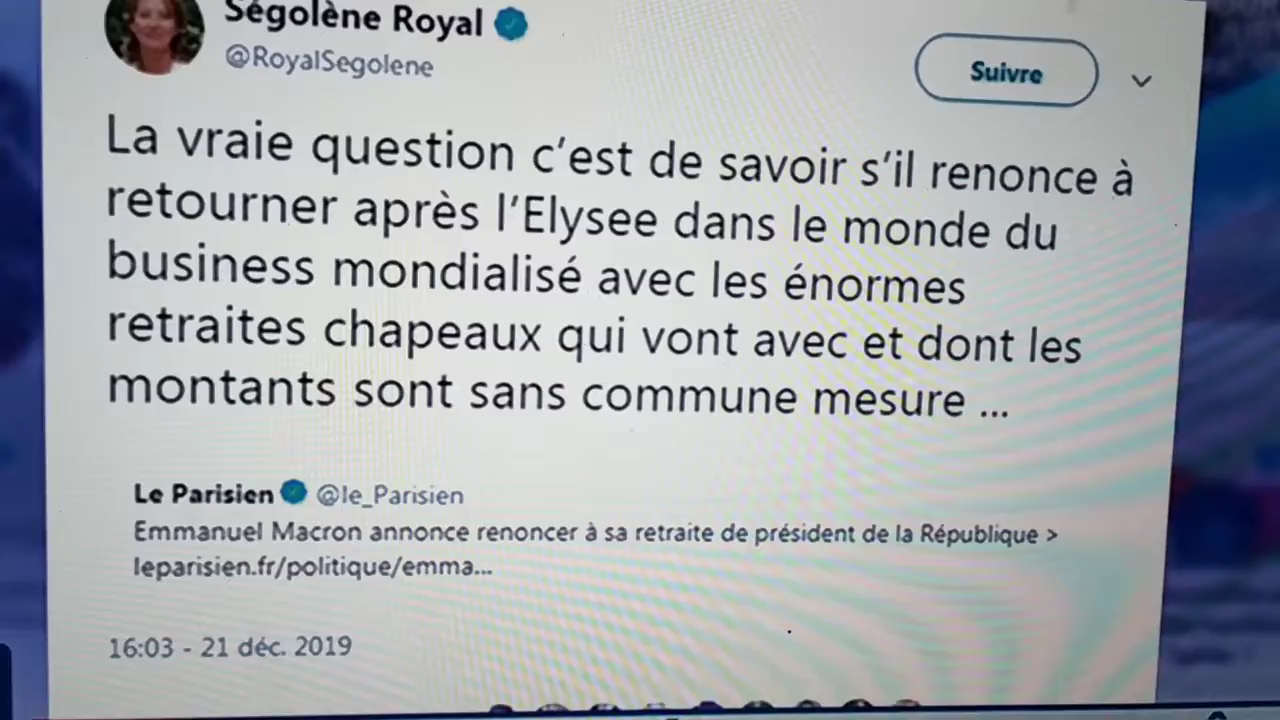 Ségolène Royal
@RoyalSegolene
Suivre
La vraie question c'est de savoir s'il renonce à
retourner après l'Elysee dans le monde du
business mondialisé avec les énormes
retraites chapeaux qui vont avec et dont les
montants sont sans commune mesure ...
Le Parisien @le_Parisien
Emmanuel Macron annonce renoncer à sa retraite de président de la République >
leparisien.fr/politique/emma...
16:03 - 21 déc. 2019